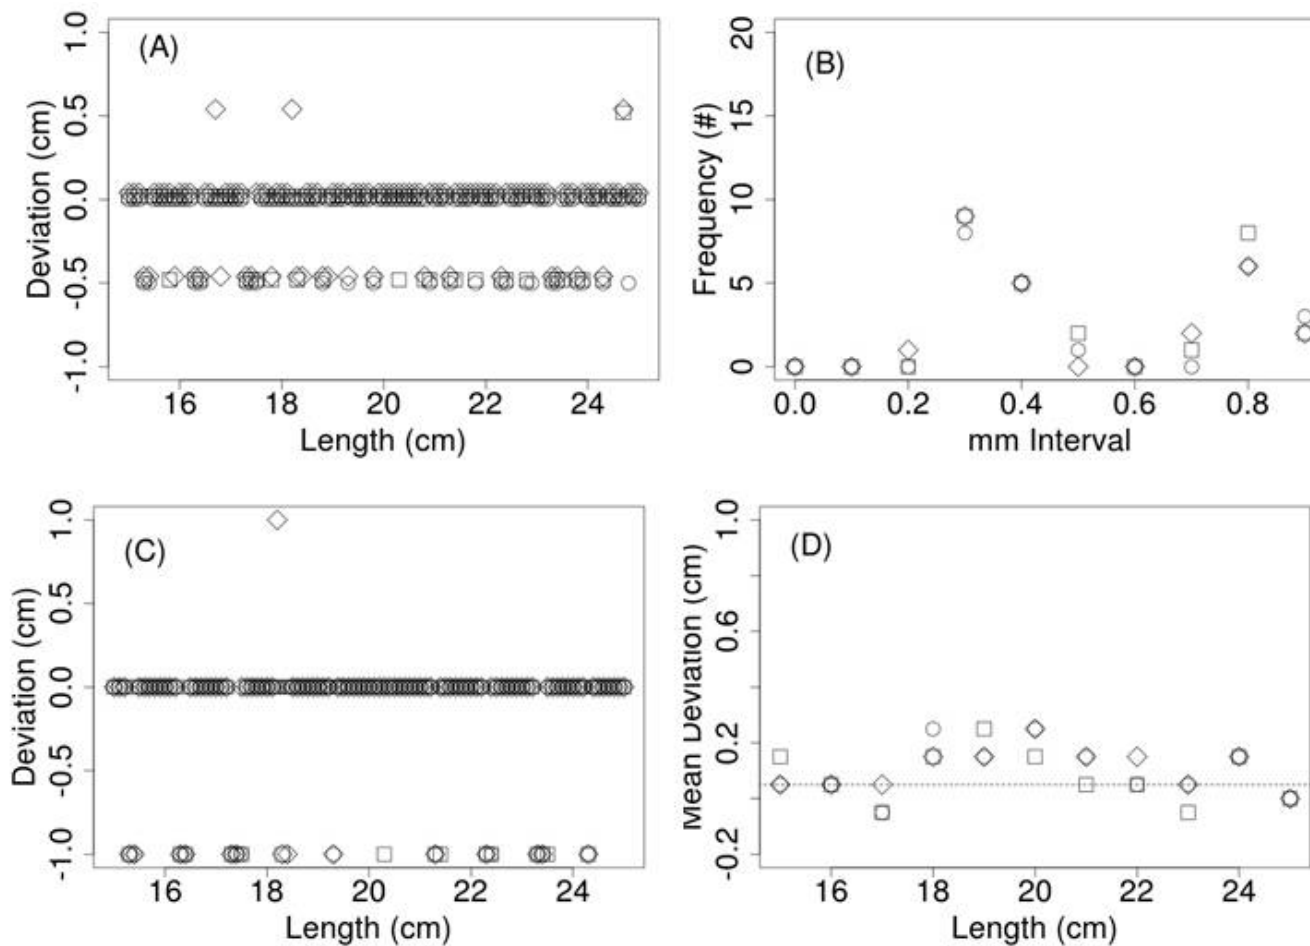 (A)
Deviation (cm)
1.0
0.5
0.0
-0.5
-1.0
16 18 20 22 24
Length (cm)
(B)
Frequency (#)
20
15
10
5
0
0.0 0.2 0.4 0.6 0.8
mm Interval
(C)
Deviation (cm)
1.0
0.5
0.0
-0.5
-1.0
16 18 20 22 24
Length (cm)
(D)
Mean Deviation (cm)
1.0
0.6
0.2
-0.2
16 18 20 22 24
Length (cm)